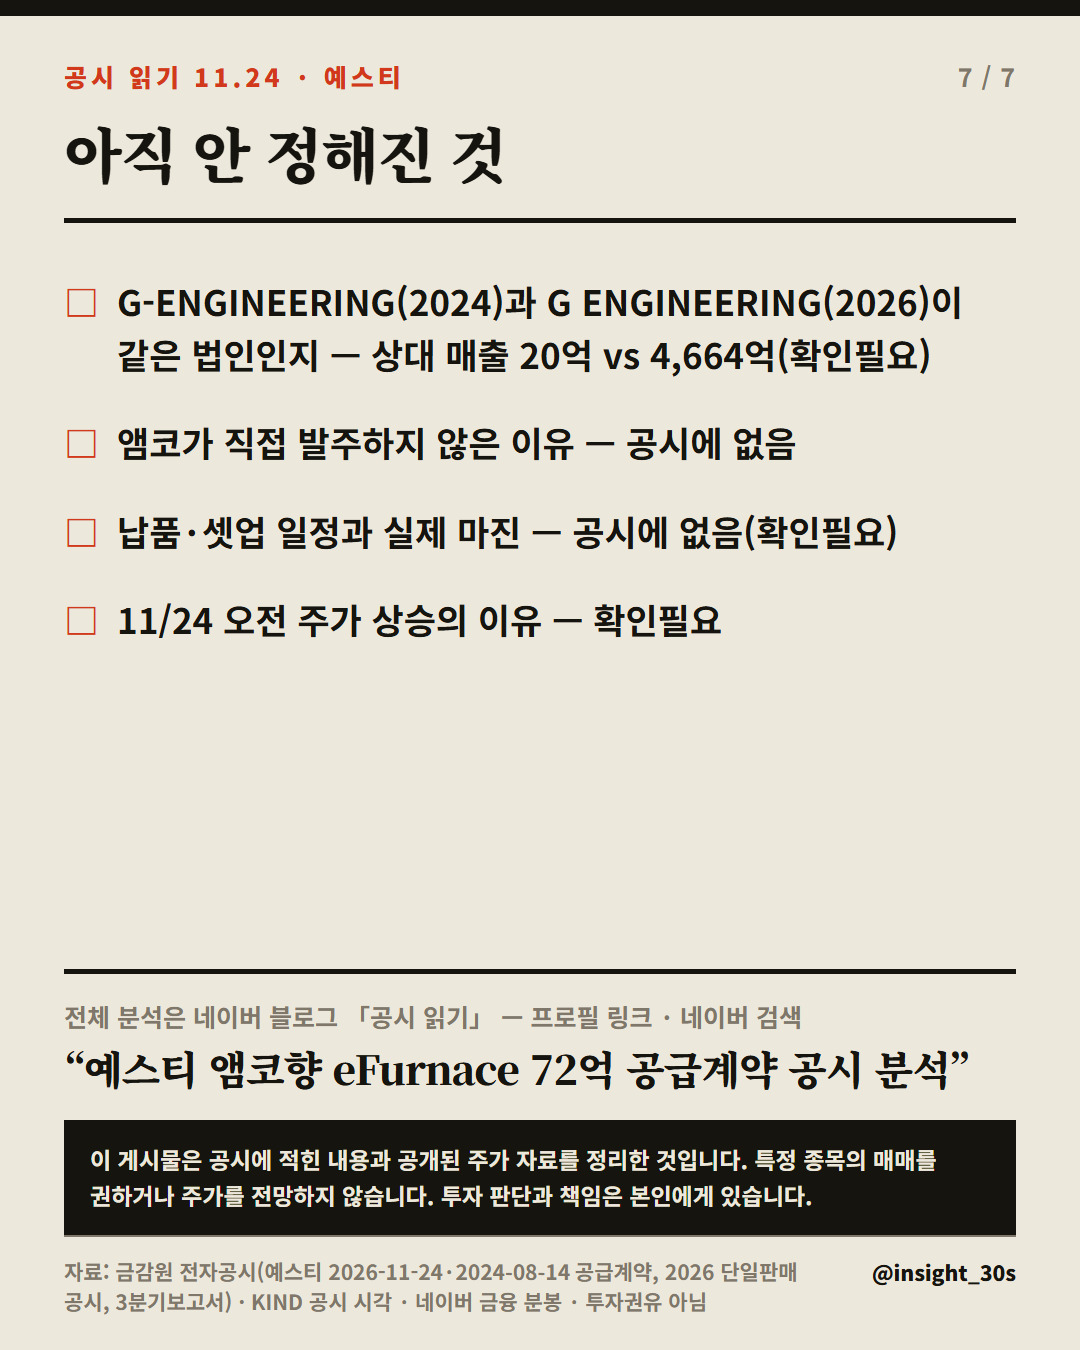 공시 읽기 11.24 · 예스티
7 / 7
아직 안 정해진 것
□ G-ENGINEERING(2024)과 G ENGINEERING(2026)이
같은 법인인지 — 상대 매출 20억 vs 4,664억(확인필요)
□ 앰코가 직접 발주하지 않은 이유 — 공시에 없음
□ 납품·셋업 일정과 실제 마진 — 공시에 없음(확인필요)
□ 11/24 오전 주가 상승의 이유 — 확인필요
전체 분석은 네이버 블로그 「공시 읽기」 — 프로필 링크 · 네이버 검색
“예스티 앰코향 eFurnace 72억 공급계약 공시 분석”
이 게시물은 공시에 적힌 내용과 공개된 주가 자료를 정리한 것입니다. 특정 종목의 매매를
권하거나 주가를 전망하지 않습니다. 투자 판단과 책임은 본인에게 있습니다.
자료: 금감원 전자공시(예스티 2026-11-24·2024-08-14 공급계약, 2026 단일판매
공시, 3분기보고서) · KIND 공시 시각 · 네이버 금융 분봉 · 투자권유 아님
@insight_30s